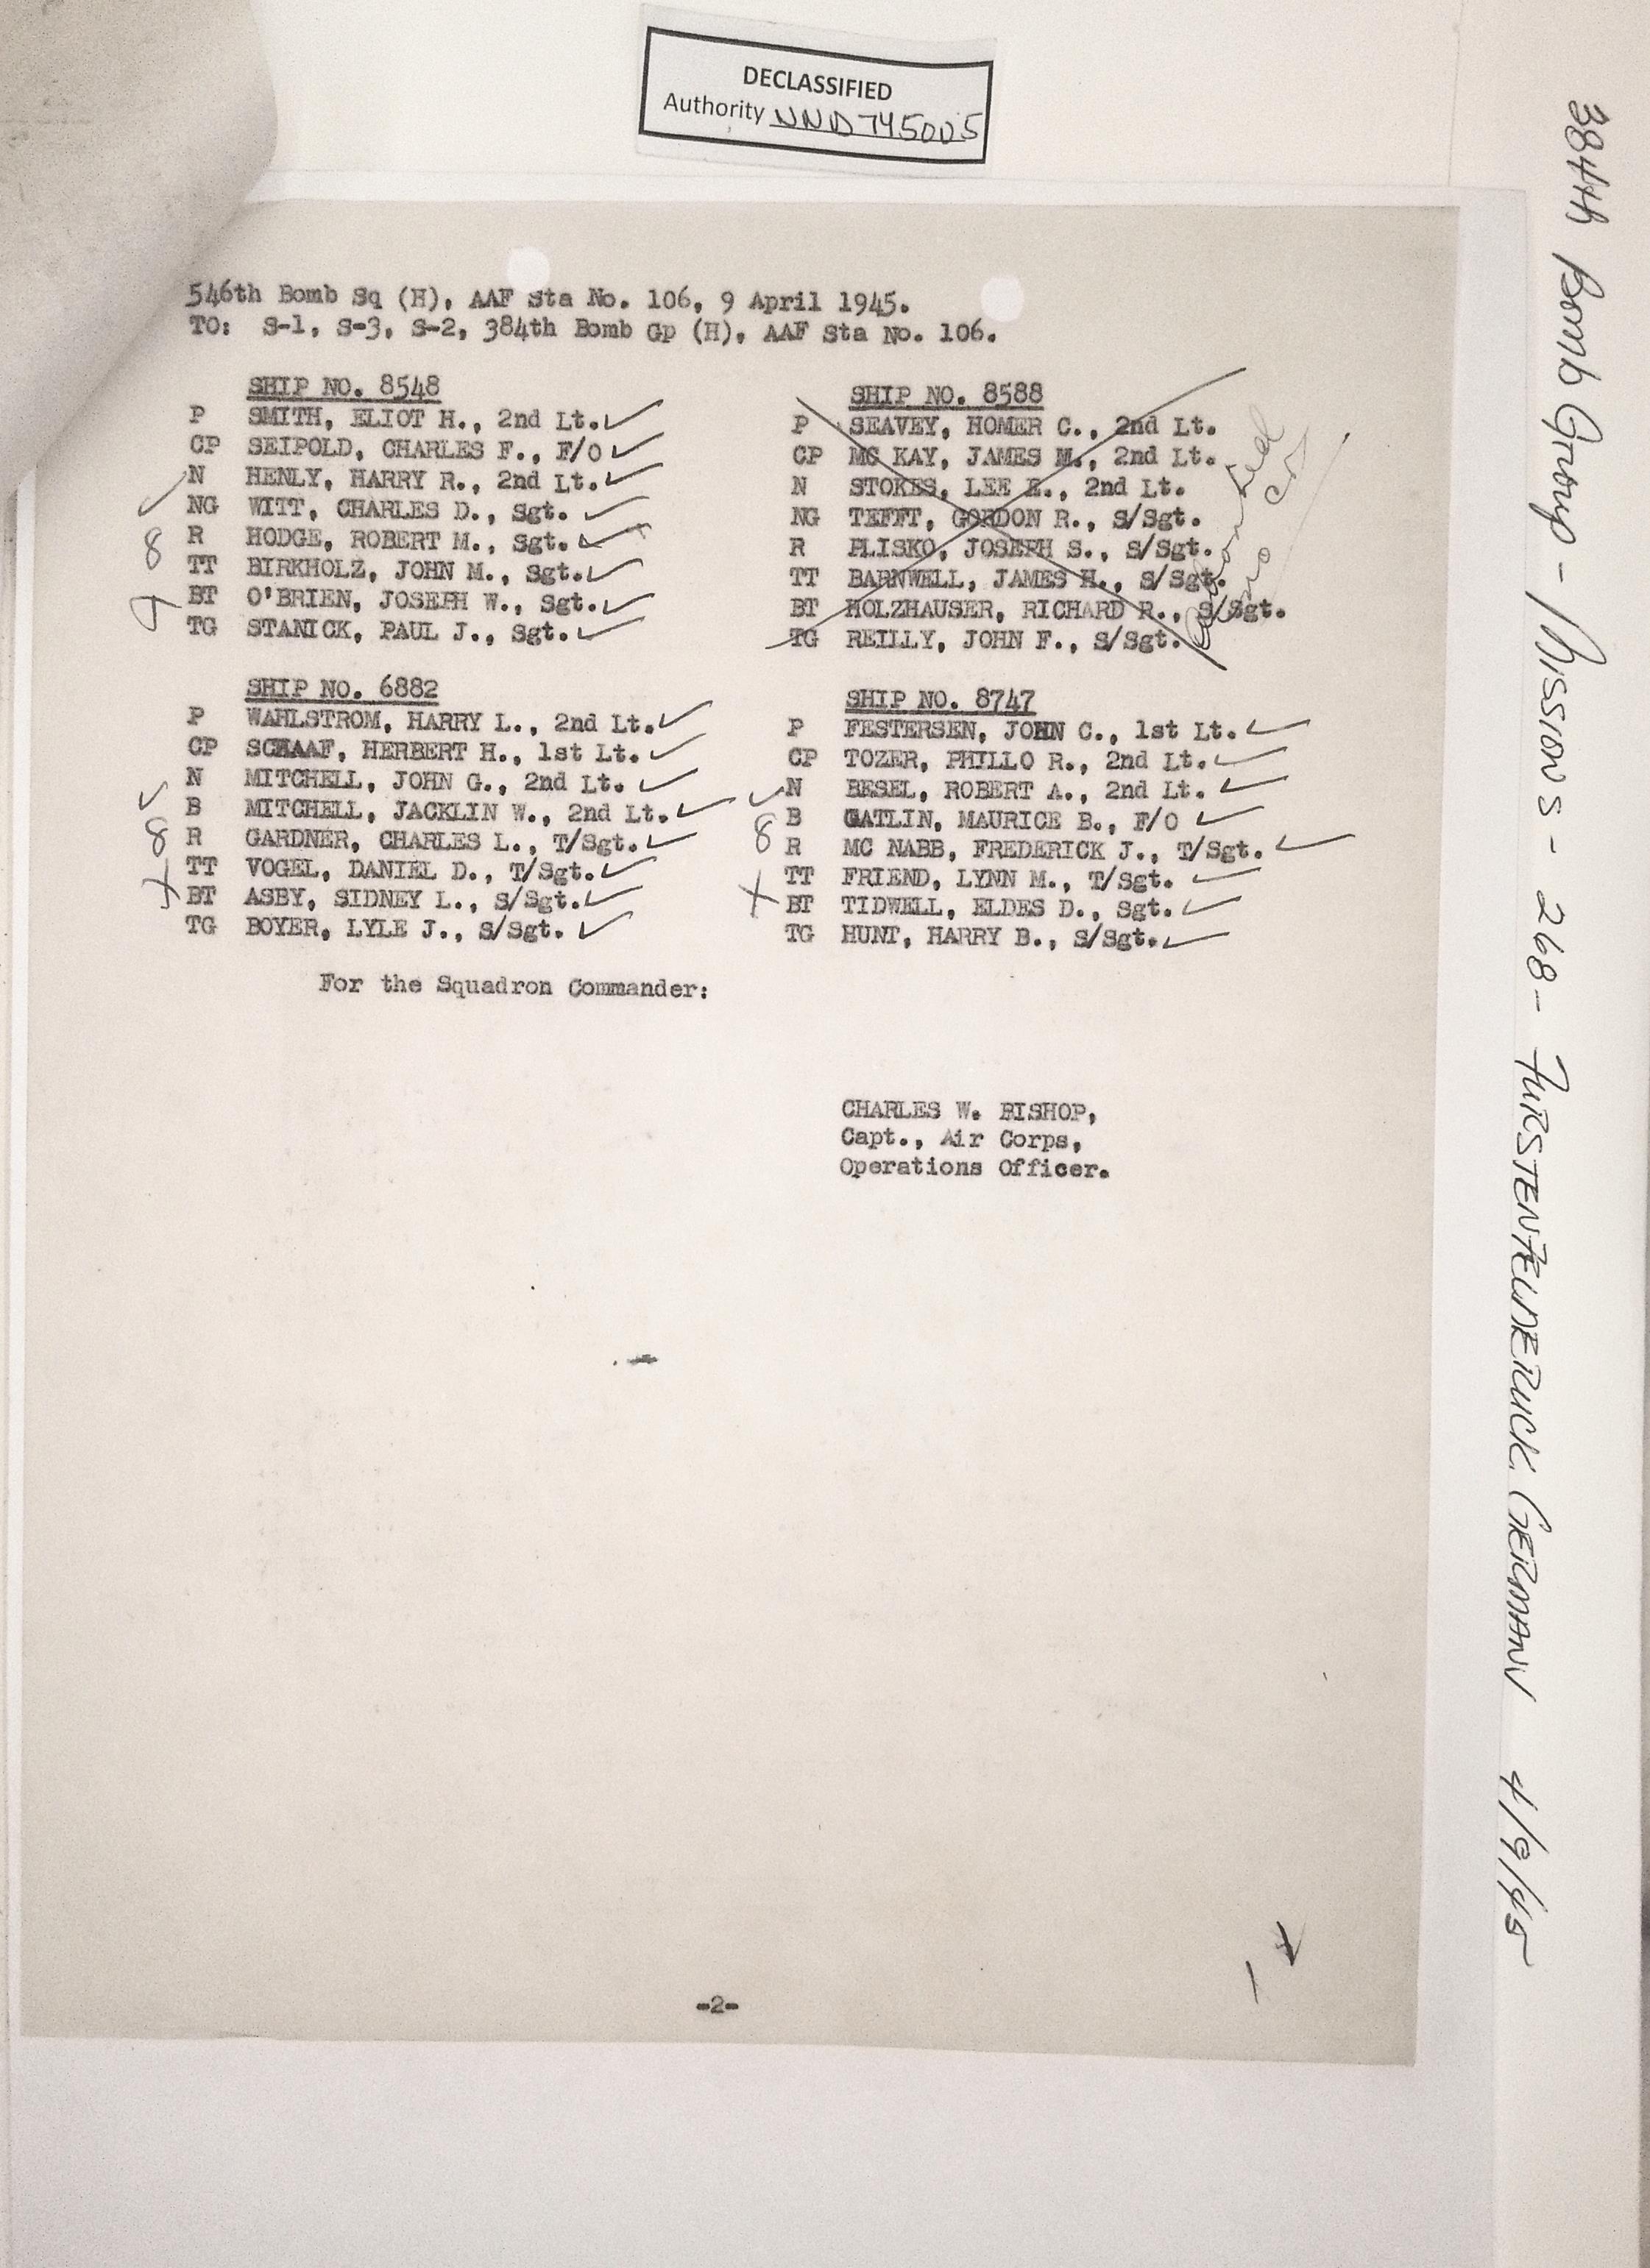 DECLASSIFIED
Authority NND 745005
384th Bomb Group - Missions - 268 - FURSTENFELDBRUCK GERMANY 4/9/45
546th Bomb Sq (H), AAF Sta No. 106, 9 April 1945.
TO: S-1, S-3, S-2, 384th Bomb Gp (H), AAF Sta No. 106.
SHIP NO. 8548
P SMITH, ELIOT H., 2nd Lt. ✓
CP SEIPOLD, CHARLES F., F/O ✓
N HENLY, HARRY R., 2nd Lt. ✓
NG WITT, CHARLES D., Sgt. ✓
8 R HODGE, ROBERT M., Sgt. ✓
TT BIRKHOLZ, JOHN M., Sgt. ✓
BT O'BRIEN, JOSEPH W., Sgt. ✓
TG STANICK, PAUL J., Sgt. ✓
SHIP NO. 8588
P SEAVEY, HOMER C., 2nd Lt.
CP MC KAY, JAMES M., 2nd Lt.
N STOKES, LEE E., 2nd Lt.
NG TEFFT, GORDON R., S/Sgt.
R PLISKO, JOSEPH S., S/Sgt.
TT BARNWELL, JAMES H., S/Sgt.
BT HOLZHAUSER, RICHARD R., S/Sgt.
TG REILLY, JOHN F., S/Sgt.
SHIP NO. 6882
P WAHLSTROM, HARRY L., 2nd Lt. ✓
CP SCHAAF, HERBERT H., 1st Lt. ✓
N MITCHELL, JOHN G., 2nd Lt. ✓
✓ B MITCHELL, JACKLIN W., 2nd Lt. ✓
8 R GARDNER, CHARLES L., T/Sgt. ✓
TT VOGEL, DANIEL D., T/Sgt. ✓
BT ASBY, SIDNEY L., S/Sgt. ✓
TG BOYER, LYLE J., S/Sgt. ✓
SHIP NO. 8747
P FESTERSEN, JOHN C., 1st Lt. ✓
CP TOZER, PHILLO R., 2nd Lt. ✓
✓ N BESEL, ROBERT A., 2nd Lt. ✓
8 B GATLIN, MAURICE B., F/O ✓
R MC NABB, FREDERICK J., T/Sgt. ✓
TT FRIEND, LYNN M., T/Sgt. ✓
BT TIDWELL, ELDES D., Sgt. ✓
TG HUNT, HARRY B., S/Sgt. ✓
For the Squadron Commander:
CHARLES W. BISHOP,
Capt., Air Corps,
Operations Officer.
-2-